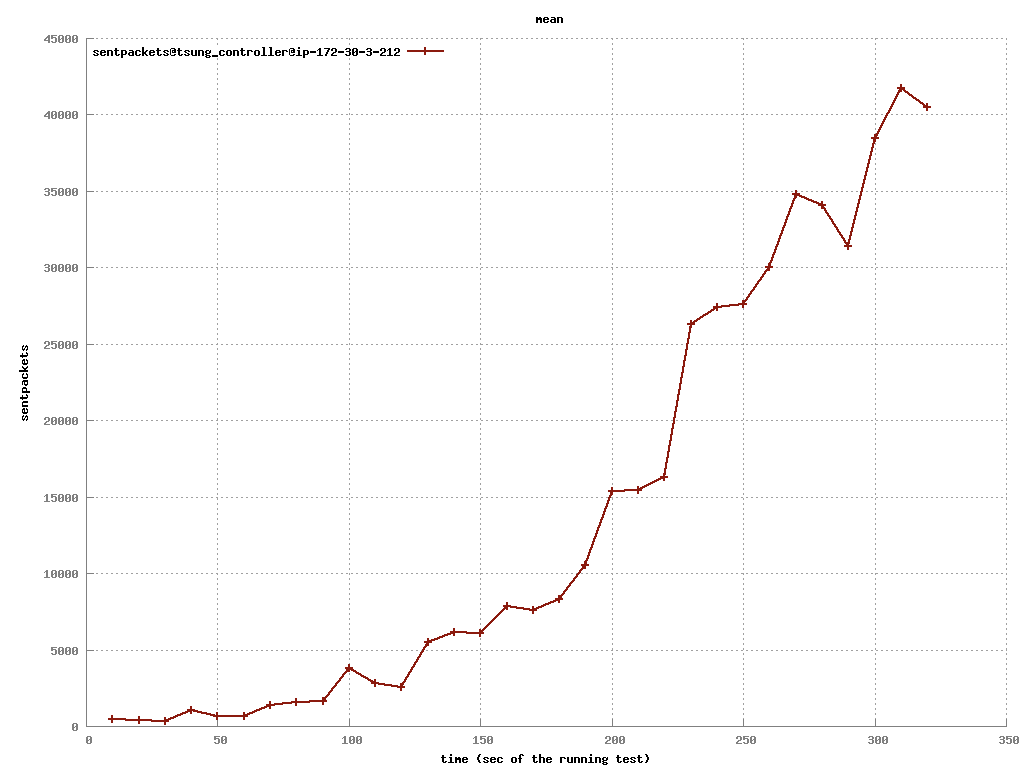 mean
45000
sentpackets@tsung_controller@ip-172-30-3-212
40000
35000
30000
25000
sentpackets
20000
15000
10000
5000
0
0 50 100 150 200 250 300 350
time (sec of the running test)